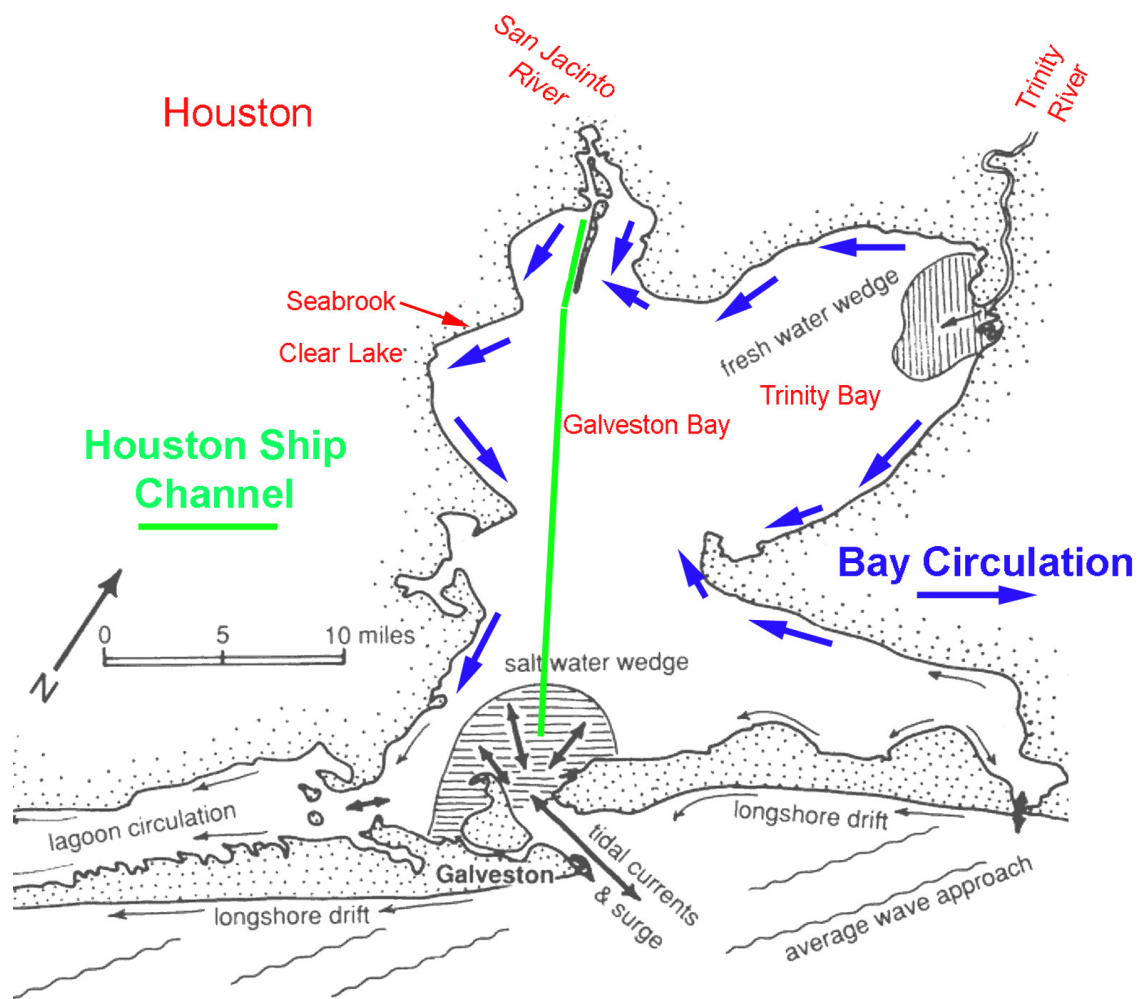 San Jacinto
River
Trinity
River
Houston
fresh water wedge
Seabrook
Clear Lake
Trinity Bay
Galveston Bay
Houston Ship
Channel
Bay Circulation
N
0 5 10 miles
salt water wedge
lagoon circulation
longshore drift
tidal currents
& surge
Galveston
longshore drift
average wave approach